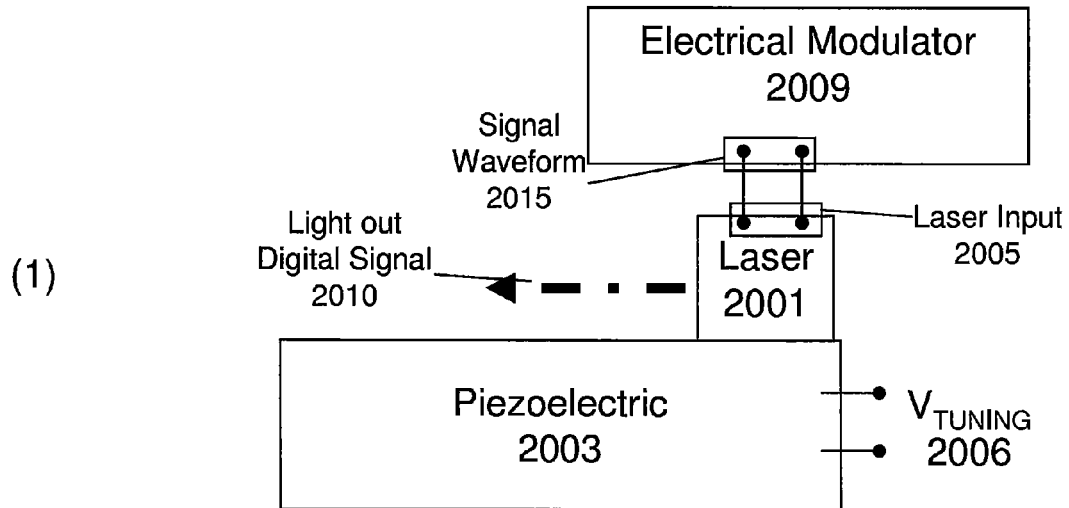 Electrical Modulator
2009
Signal
Waveform
2015
Laser Input
2005
Light out
Digital Signal
2010
Laser
2001
(1)
Piezoelectric
2003
VTUNING
2006